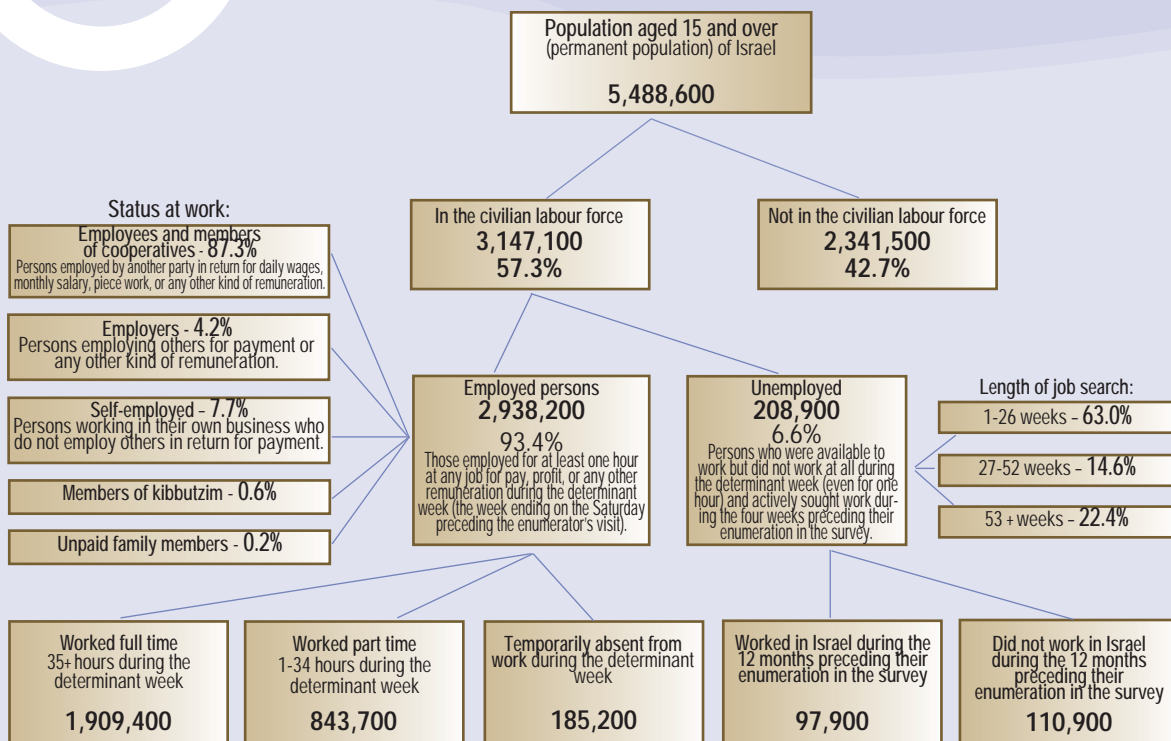 Population aged 15 and over
(permanent population) of Israel
5,488,600
In the civilian labour force
3,147,100
57.3%
Not in the civilian labour force
2,341,500
42.7%
Status at work:
Employees and members
of cooperatives - 87.3%
Persons employed by another party in return for daily wages,
monthly salary, piece work, or any other kind of remuneration.
Employers - 4.2%
Persons employing others for payment or
any other kind of remuneration.
Self-employed – 7.7%
Persons working in their own business who
do not employ others in return for payment.
Members of kibbutzim - 0.6%
Unpaid family members - 0.2%
Employed persons
2,938,200
93.4%
Those employed for at least one hour
at any job for pay, profit, or any other
remuneration during the determinant
week (the week ending on the Saturday
preceding the enumerator's visit).
Unemployed
208,900
6.6%
Persons who were available to
work but did not work at all during
the determinant week (even for one
hour) and actively sought work dur-
ing the four weeks preceding their
enumeration in the survey.
Length of job search:
1-26 weeks – 63.0%
27-52 weeks – 14.6%
53 + weeks – 22.4%
Worked full time
35+ hours during the
determinant week
1,909,400
Worked part time
1-34 hours during the
determinant week
843,700
Temporarily absent from
work during the determinant
week
185,200
Worked in Israel during the
12 months preceding their
enumeration in the survey
97,900
Did not work in Israel
during the 12 months
preceding their
enumeration in the survey
110,900